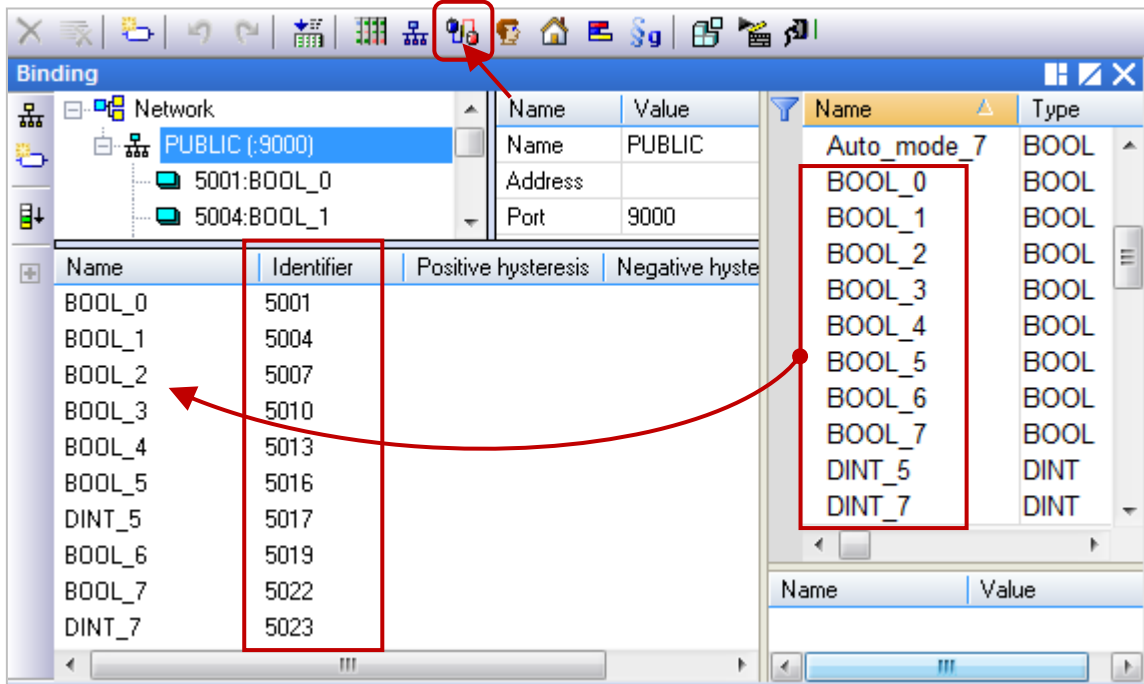 §g
Binding
Network
PUBLIC (:9000)
5001:BOOL_0
5004:BOOL_1
Name Value
Name PUBLIC
Address
Port 9000
Name Identifier Positive hysteresis Negative hyste
BOOL_0 5001
BOOL_1 5004
BOOL_2 5007
BOOL_3 5010
BOOL_4 5013
BOOL_5 5016
DINT_5 5017
BOOL_6 5019
BOOL_7 5022
DINT_7 5023
Name Type
Auto_mode_7 BOOL
BOOL_0 BOOL
BOOL_1 BOOL
BOOL_2 BOOL
BOOL_3 BOOL
BOOL_4 BOOL
BOOL_5 BOOL
BOOL_6 BOOL
BOOL_7 BOOL
DINT_5 DINT
DINT_7 DINT
Name Value